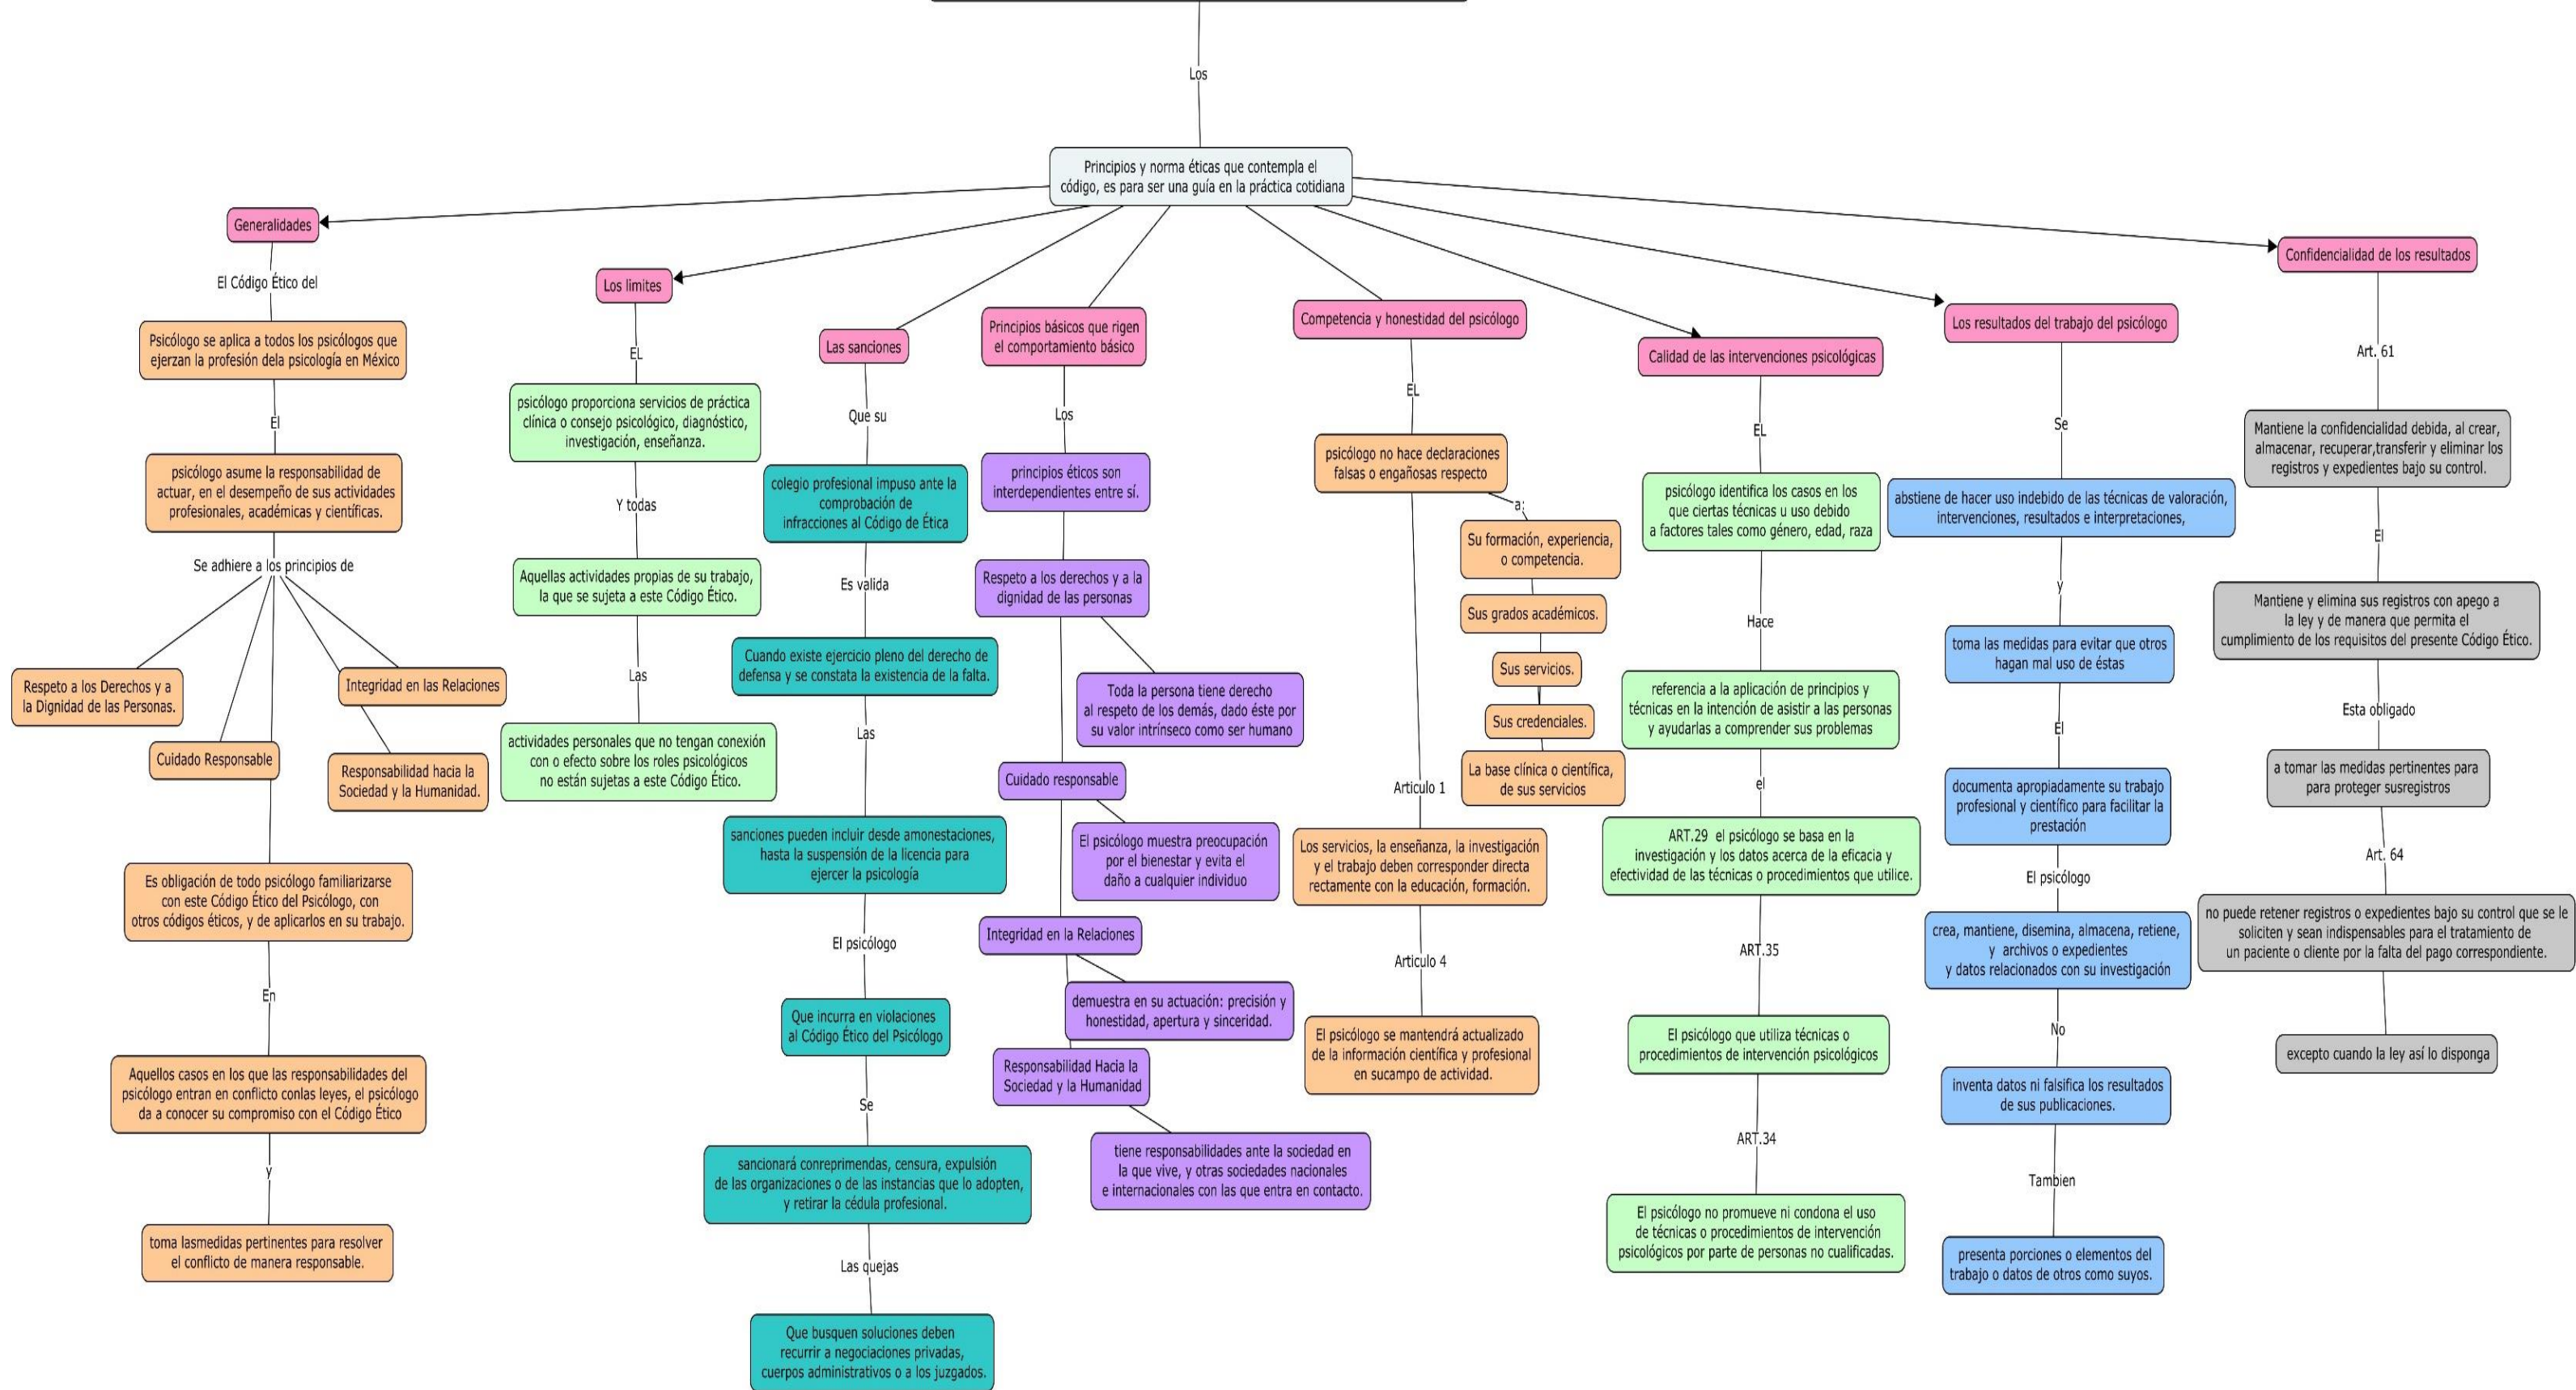 Los
Principios y norma éticas que contempla el
código, es para ser una guía en la práctica cotidiana
Generalidades
El Código Ético del
Psicólogo se aplica a todos los psicólogos que
ejerzan la profesión dela psicología en México
El
psicólogo asume la responsabilidad de
actuar, en el desempeño de sus actividades
profesionales, académicas y científicas.
Se adhiere a los principios de
Respeto a los Derechos y a
la Dignidad de las Personas.
Cuidado Responsable
Integridad en las Relaciones
Responsabilidad hacia la
Sociedad y la Humanidad.
Es obligación de todo psicólogo familiarizarse
con este Código Ético del Psicólogo, con
otros códigos éticos, y de aplicarlos en su trabajo.
En
Aquellos casos en los que las responsabilidades del
psicólogo entran en conflicto conlas leyes, el psicólogo
da a conocer su compromiso con el Código Ético
y
toma lasmedidas pertinentes para resolver
el conflicto de manera responsable.
Los limites
EL
psicólogo proporciona servicios de práctica
clínica o consejo psicológico, diagnóstico,
investigación, enseñanza.
Y todas
Aquellas actividades propias de su trabajo,
la que se sujeta a este Código Ético.
Las
actividades personales que no tengan conexión
con o efecto sobre los roles psicológicos
no están sujetas a este Código Ético.
Las sanciones
Que su
colegio profesional impuso ante la
comprobación de
infracciones al Código de Ética
Es valida
Cuando existe ejercicio pleno del derecho de
defensa y se constata la existencia de la falta.
Las
sanciones pueden incluir desde amonestaciones,
hasta la suspensión de la licencia para
ejercer la psicología
El psicólogo
Que incurra en violaciones
al Código Ético del Psicólogo
Se
sancionará conreprimendas, censura, expulsión
de las organizaciones o de las instancias que lo adopten,
y retirar la cédula profesional.
Las quejas
Que busquen soluciones deben
recurrir a negociaciones privadas,
cuerpos administrativos o a los juzgados.
Principios básicos que rigen
el comportamiento básico
Los
principios éticos son
interdependientes entre sí.
Respeto a los derechos y a la
dignidad de las personas
Toda la persona tiene derecho
al respeto de los demás, dado éste por
su valor intrínseco como ser humano
Cuidado responsable
El psicólogo muestra preocupación
por el bienestar y evita el
daño a cualquier individuo
Integridad en la Relaciones
demuestra en su actuación: precisión y
honestidad, apertura y sinceridad.
Responsabilidad Hacia la
Sociedad y la Humanidad
tiene responsabilidades ante la sociedad en
la que vive, y otras sociedades nacionales
e internacionales con las que entra en contacto.
Competencia y honestidad del psicólogo
EL
psicólogo no hace declaraciones
falsas o engañosas respecto
a:
Su formación, experiencia,
o competencia.
Sus grados académicos.
Sus servicios.
Sus credenciales.
La base clínica o científica,
de sus servicios
Articulo 1
Los servicios, la enseñanza, la investigación
y el trabajo deben corresponder directa
rectamente con la educación, formación.
Articulo 4
El psicólogo se mantendrá actualizado
de la información científica y profesional
en sucampo de actividad.
Calidad de las intervenciones psicológicas
EL
psicólogo identifica los casos en los
que ciertas técnicas u uso debido
a factores tales como género, edad, raza
Hace
referencia a la aplicación de principios y
técnicas en la intención de asistir a las personas
y ayudarlas a comprender sus problemas
el
ART.29 el psicólogo se basa en la
investigación y los datos acerca de la eficacia y
efectividad de las técnicas o procedimientos que utilice.
ART.35
El psicólogo que utiliza técnicas o
procedimientos de intervención psicológicos
ART.34
El psicólogo no promueve ni condona el uso
de técnicas o procedimientos de intervención
psicológicos por parte de personas no cualificadas.
Los resultados del trabajo del psicólogo
Se
abstiene de hacer uso indebido de las técnicas de valoración,
intervenciones, resultados e interpretaciones,
y
toma las medidas para evitar que otros
hagan mal uso de éstas
El
documenta apropiadamente su trabajo
profesional y científico para facilitar la
prestación
El psicólogo
crea, mantiene, disemina, almacena, retiene,
y archivos o expedientes
y datos relacionados con su investigación
No
inventa datos ni falsifica los resultados
de sus publicaciones.
Tambien
presenta porciones o elementos del
trabajo o datos de otros como suyos.
Confidencialidad de los resultados
Art. 61
Mantiene la confidencialidad debida, al crear,
almacenar, recuperar,transferir y eliminar los
registros y expedientes bajo su control.
El
Mantiene y elimina sus registros con apego a
la ley y de manera que permita el
cumplimiento de los requisitos del presente Código Ético.
Esta obligado
a tomar las medidas pertinentes para
para proteger susregistros
Art. 64
no puede retener registros o expedientes bajo su control que se le
soliciten y sean indispensables para el tratamiento de
un paciente o cliente por la falta del pago correspondiente.
excepto cuando la ley así lo disponga